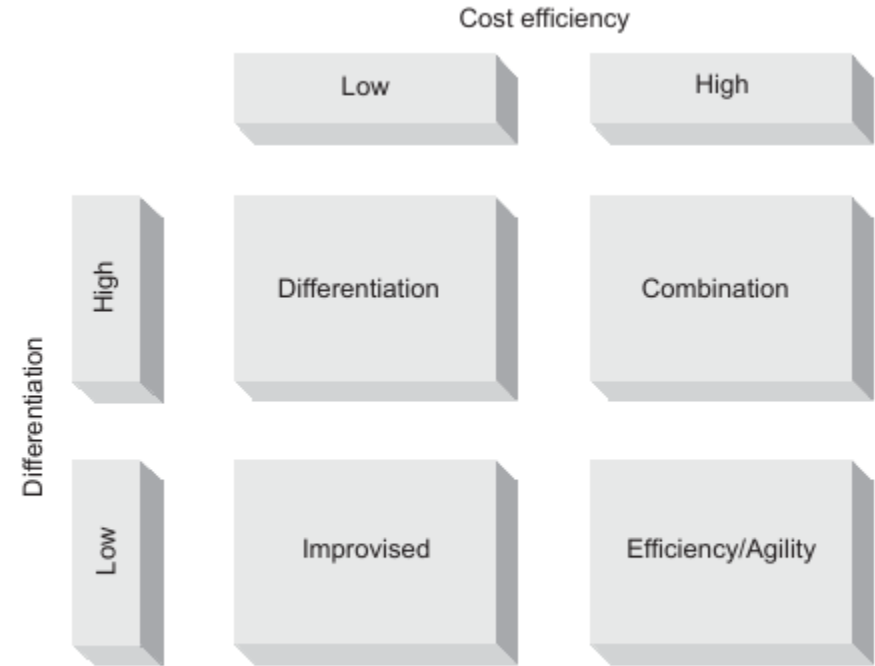 Cost efficiency
Low
High
Differentiation
High
Differentiation
Combination
Low
Improvised
Efficiency/Agility